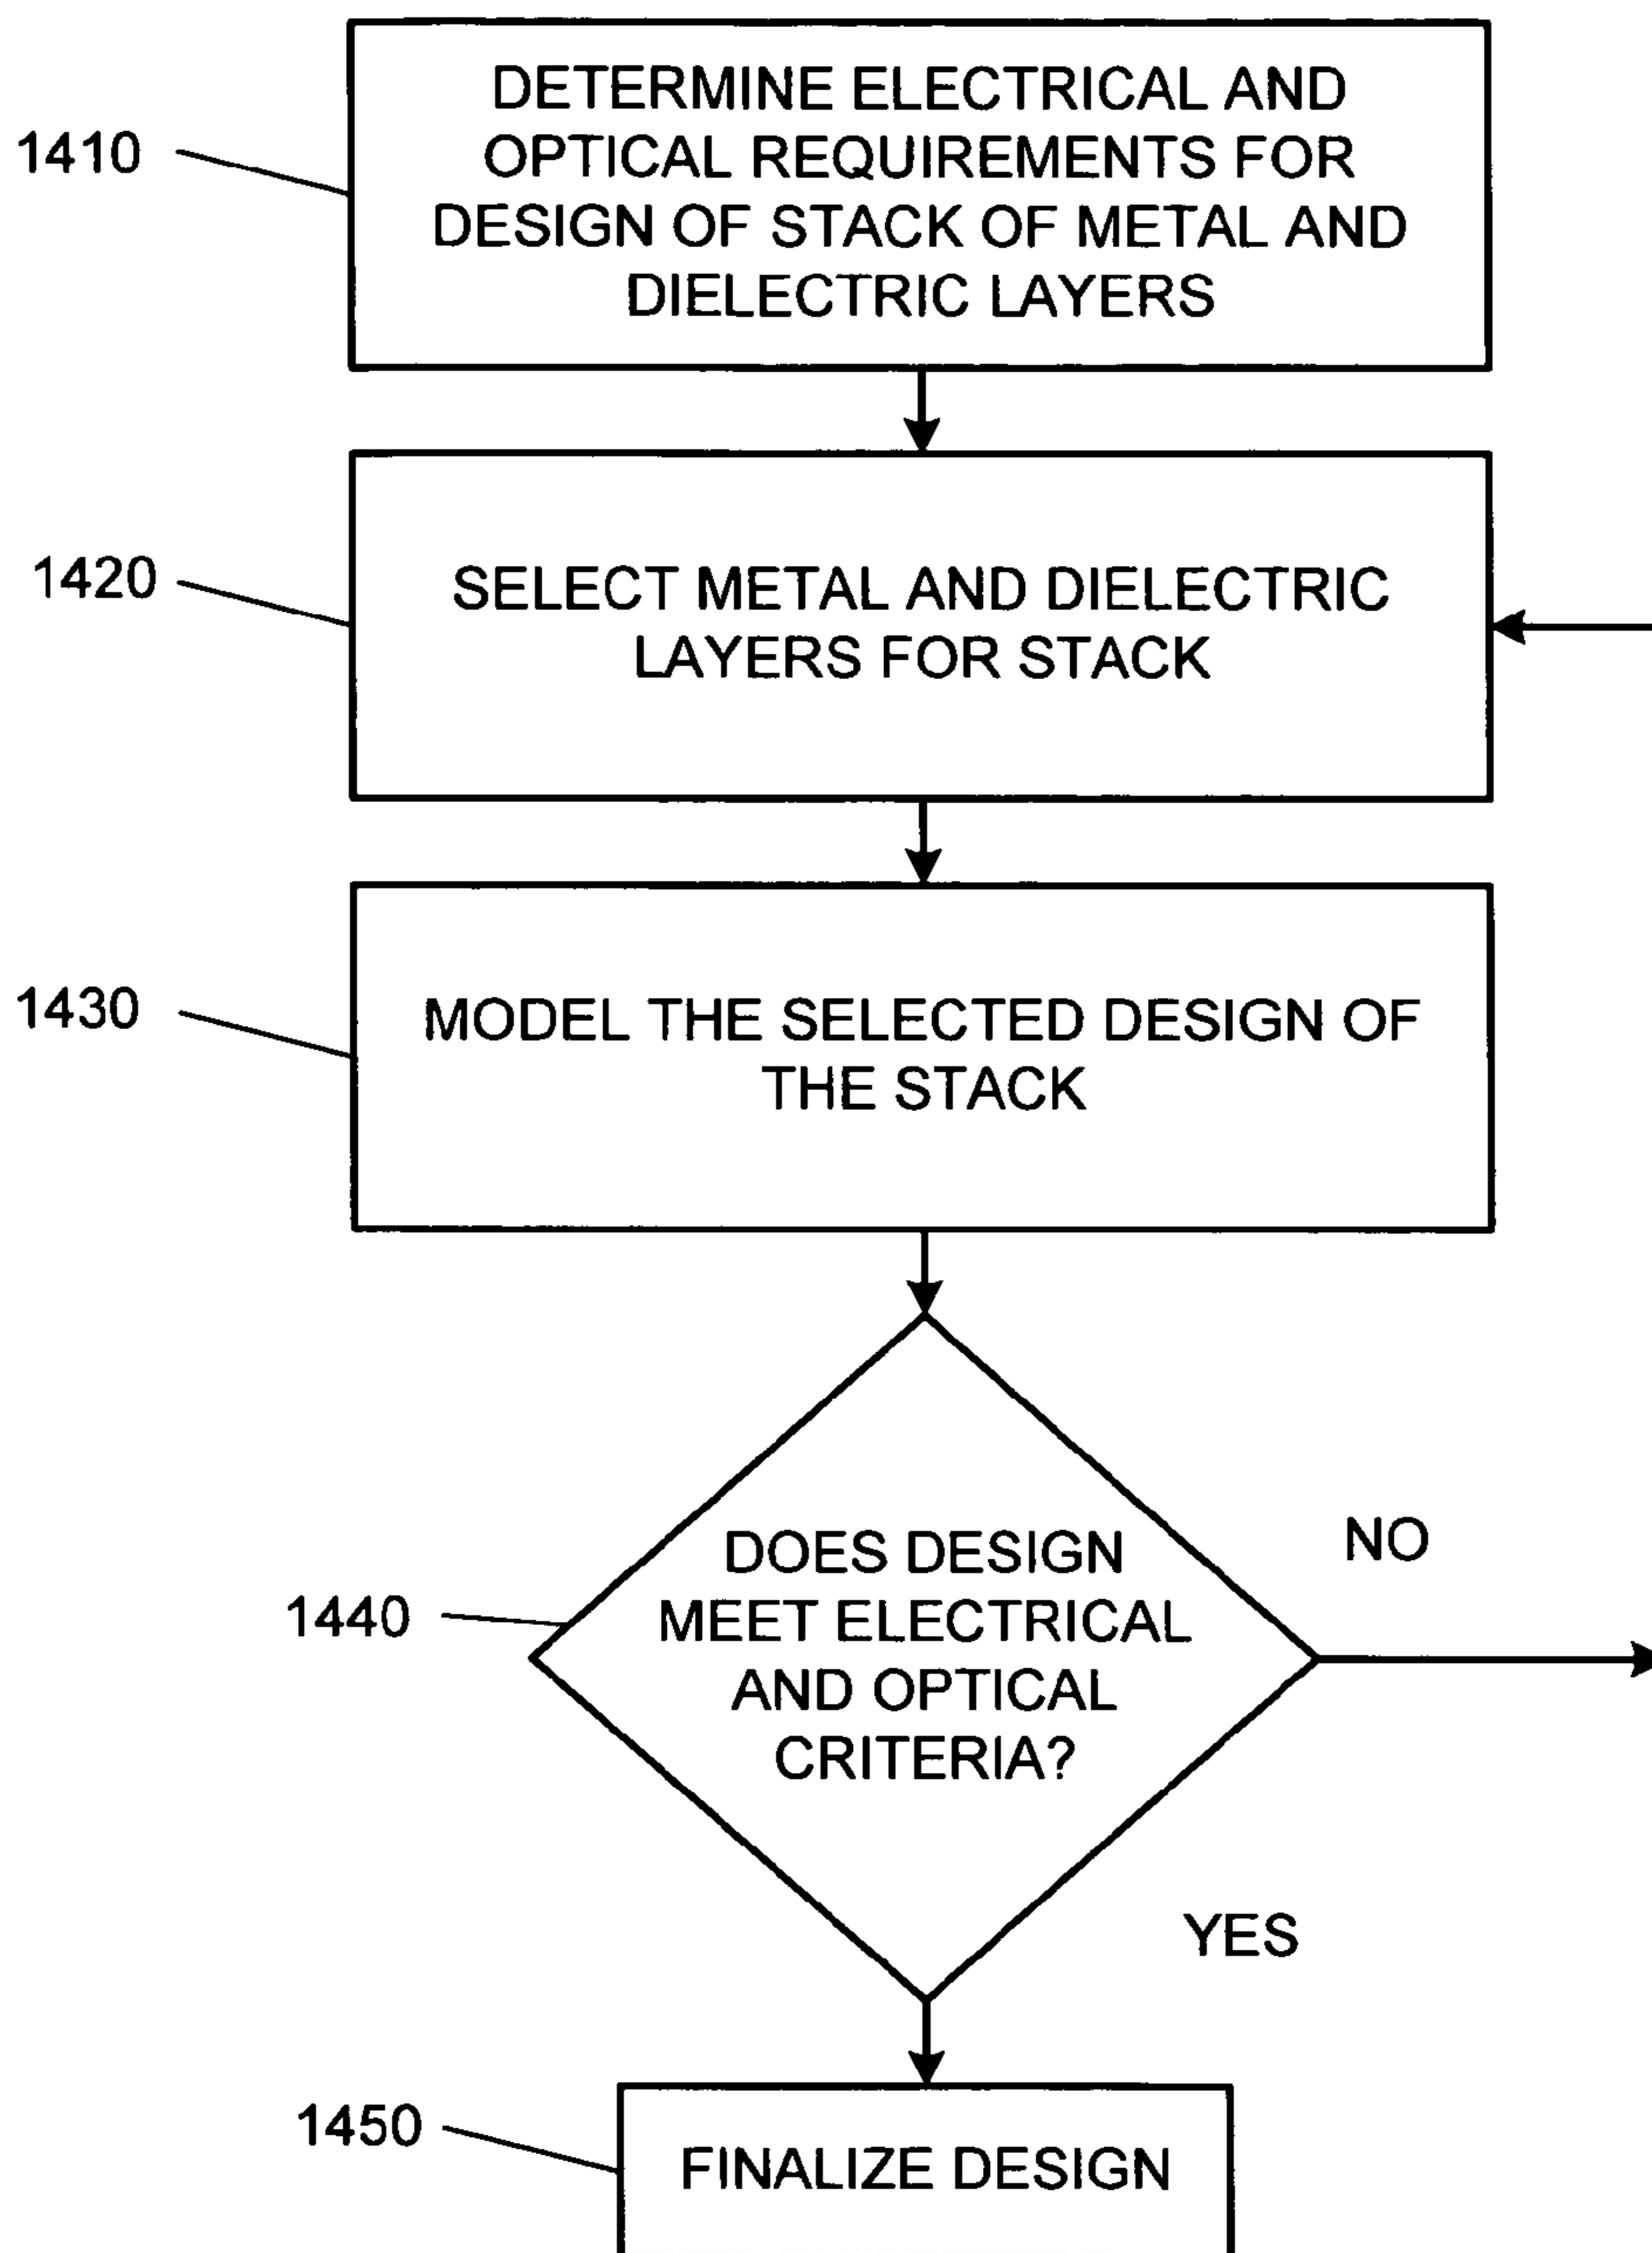 1410
DETERMINE ELECTRICAL AND
OPTICAL REQUIREMENTS FOR
DESIGN OF STACK OF METAL AND
DIELECTRIC LAYERS
1420
SELECT METAL AND DIELECTRIC
LAYERS FOR STACK
1430
MODEL THE SELECTED DESIGN OF
THE STACK
1440
DOES DESIGN
MEET ELECTRICAL
AND OPTICAL
CRITERIA?
NO
YES
1450
FINALIZE DESIGN